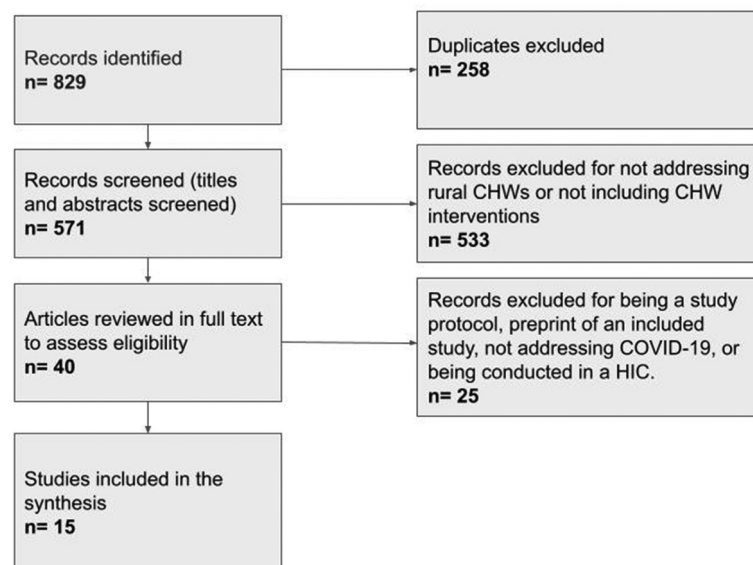 Records identified
n= 829
Duplicates excluded
n= 258
Records screened (titles
and abstracts screened)
n= 571
Records excluded for not addressing
rural CHWs or not including CHW
interventions
n= 533
Articles reviewed in full text
to assess eligibility
n= 40
Records excluded for being a study
protocol, preprint of an included
study, not addressing COVID-19, or
being conducted in a HIC.
n= 25
Studies included in the
synthesis
n= 15